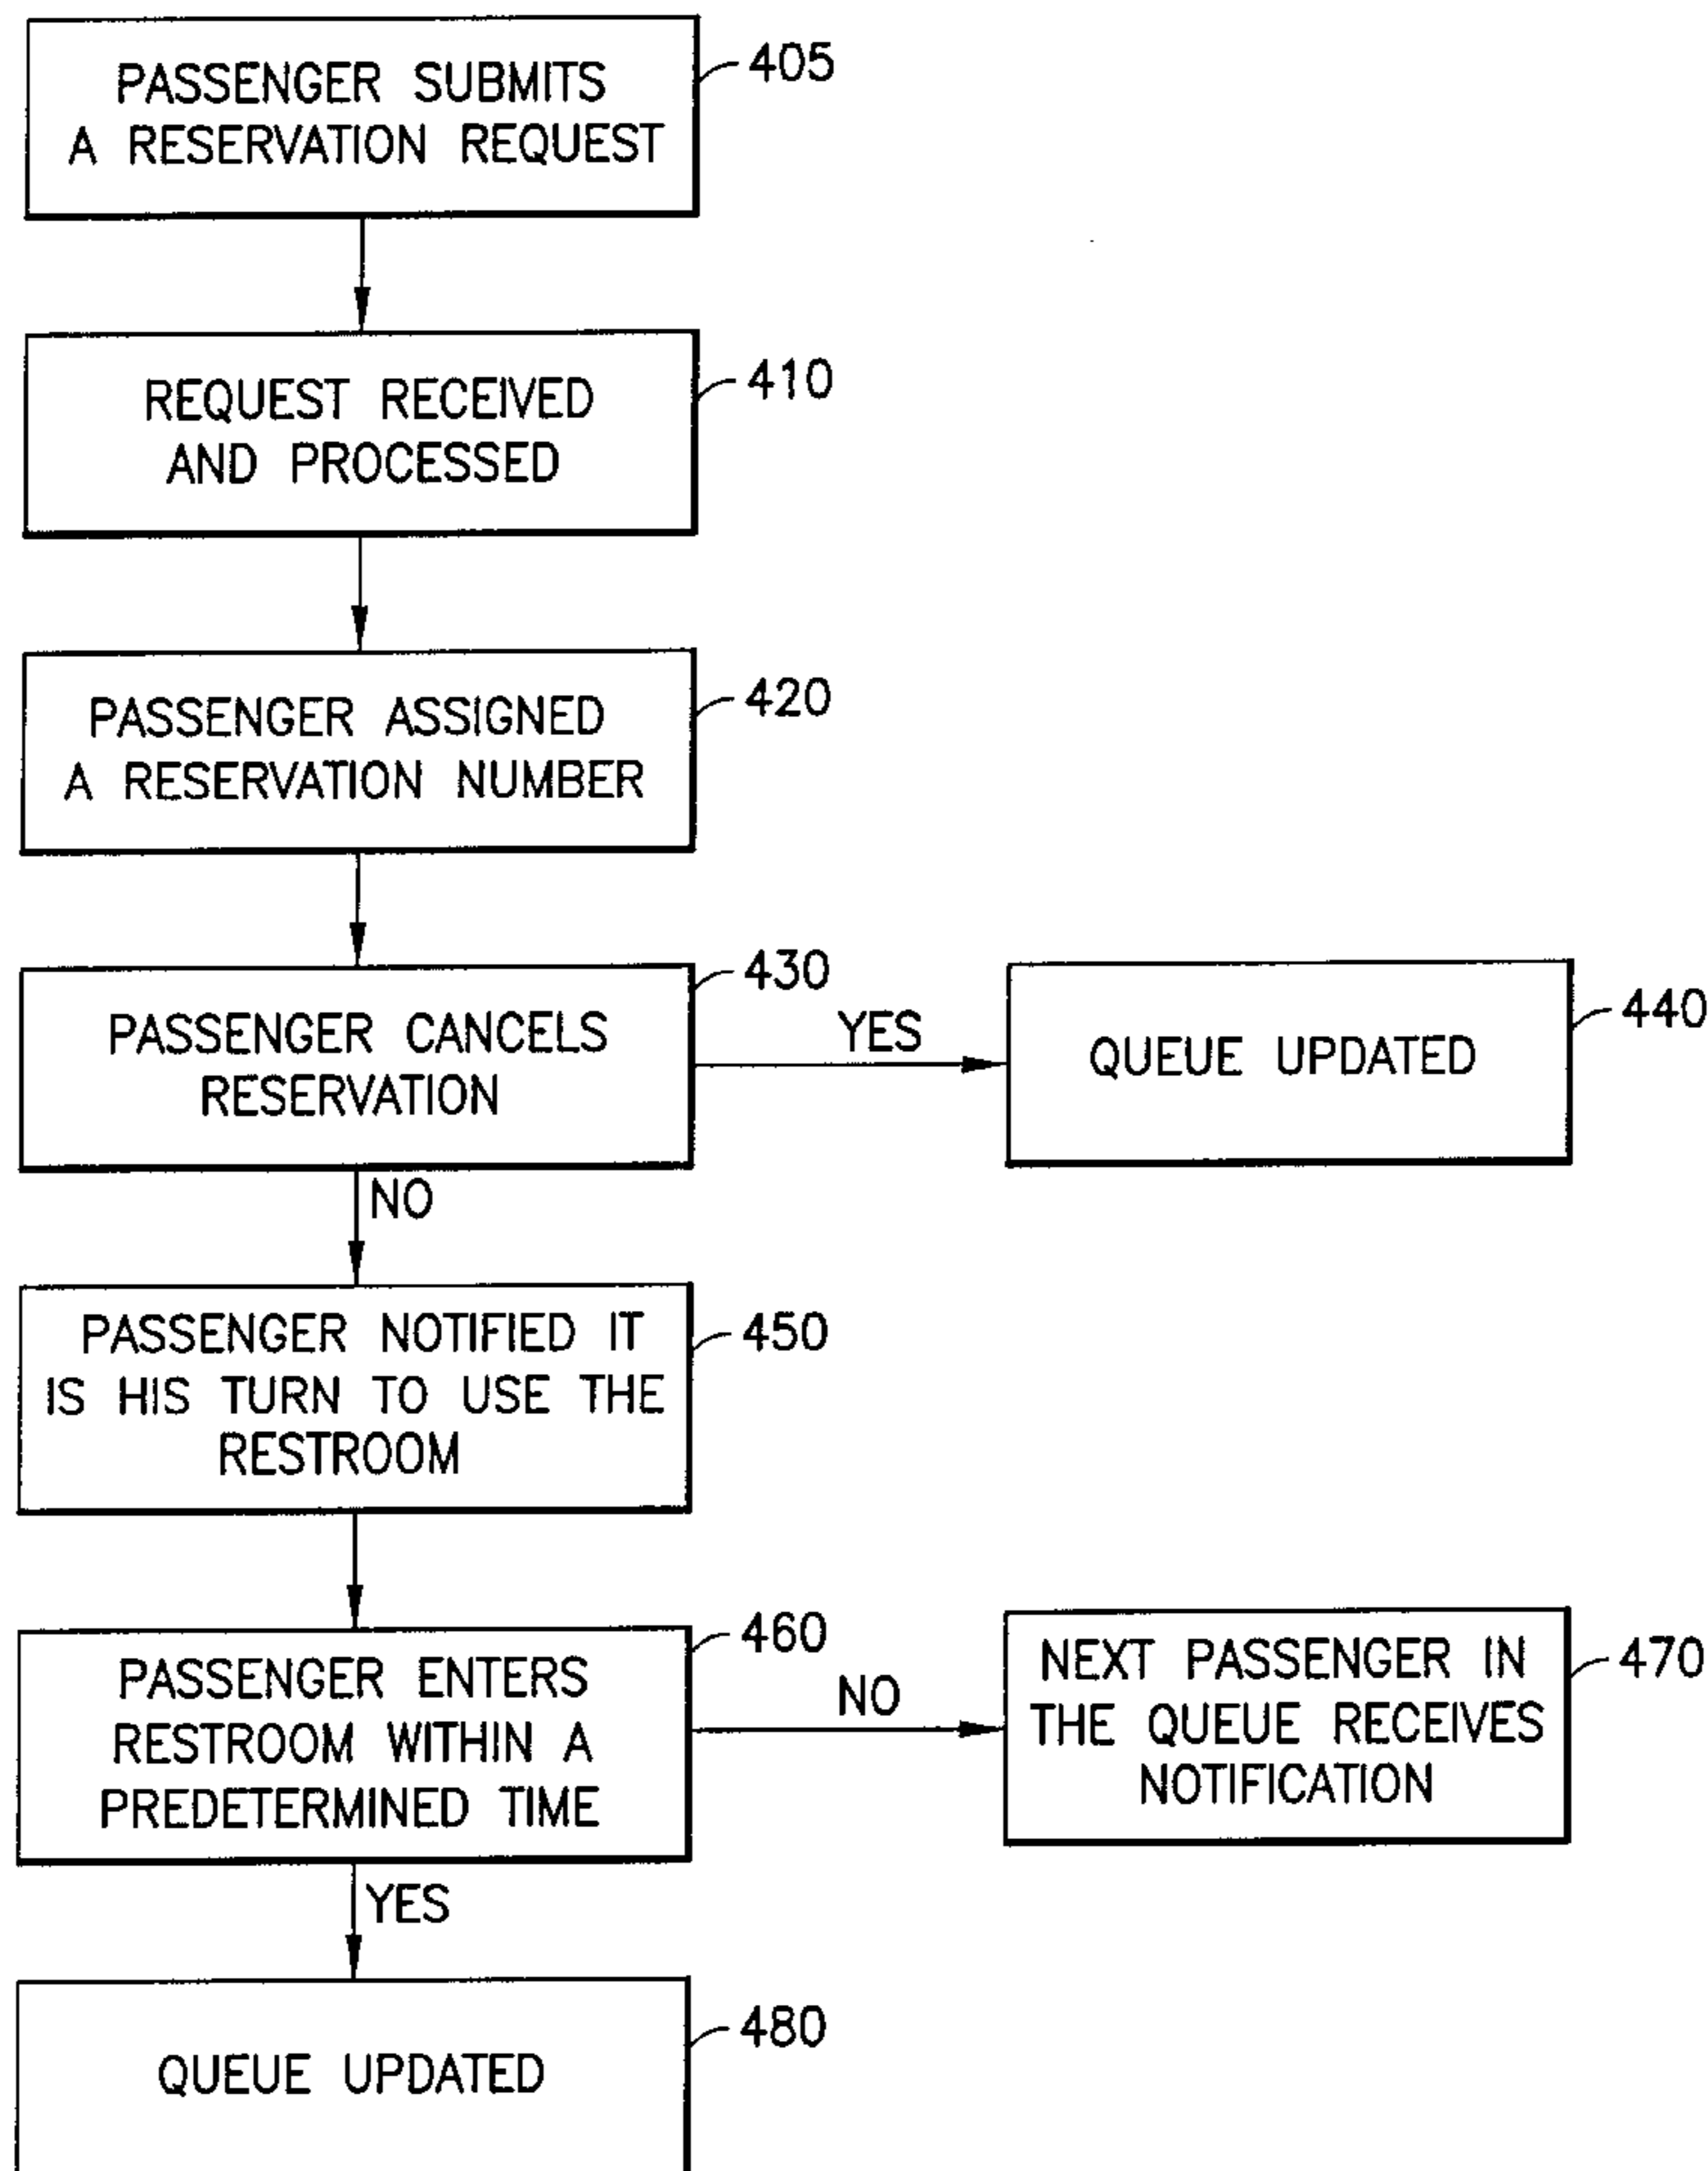 PASSENGER SUBMITS
A RESERVATION REQUEST
405
REQUEST RECEIVED
AND PROCESSED
410
PASSENGER ASSIGNED
A RESERVATION NUMBER
420
PASSENGER CANCELS
RESERVATION
430
YES
QUEUE UPDATED
440
NO
PASSENGER NOTIFIED IT
IS HIS TURN TO USE THE
RESTROOM
450
PASSENGER ENTERS
RESTROOM WITHIN A
PREDETERMINED TIME
460
NO
NEXT PASSENGER IN
THE QUEUE RECEIVES
NOTIFICATION
470
YES
QUEUE UPDATED
480